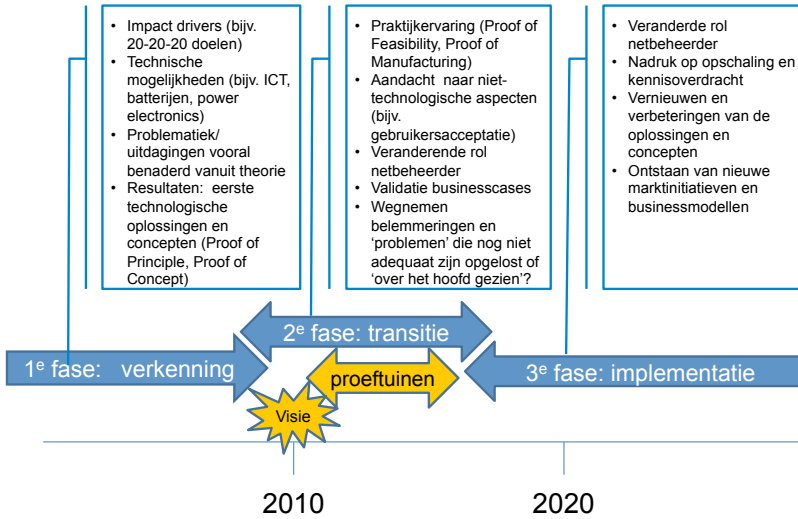 • Impact drivers (bijv.
20-20-20 doelen)
• Technische
mogelijkheden (bijv. ICT,
batterijen, power
electronics)
• Problematiek/
uitdagingen vooral
benaderd vanuit theorie
• Resultaten: eerste
technologische
oplossingen en
concepten (Proof of
Principle, Proof of
Concept)
• Praktijkervaring (Proof of
Feasibility, Proof of
Manufacturing)
• Aandacht naar niet-
technologische aspecten
(bijv.
gebruikersacceptatie)
• Veranderende rol
netbeheerder
• Validatie businesscases
• Wegnemen
belemmeringen en
‘problemen’ die nog niet
adequaat zijn opgelost of
‘over het hoofd gezien’?
• Veranderde rol
netbeheerder
• Nadruk op opschaling en
kennisoverdracht
• Vernieuwen en
verbeteringen van de
oplossingen en
concepten
• Ontstaan van nieuwe
marktinitiatieven en
businessmodellen
2e fase: transitie
1e fase: verkenning
proeftuinen
3e fase: implementatie
Visie
2010
2020